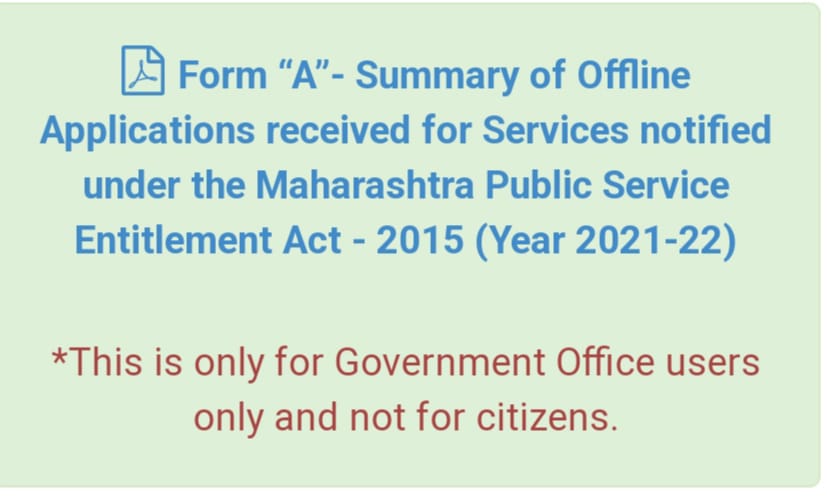 Form “A”- Summary of Offline
Applications received for Services notified
under the Maharashtra Public Service
Entitlement Act - 2015 (Year 2021-22)
*This is only for Government Office users
only and not for citizens.